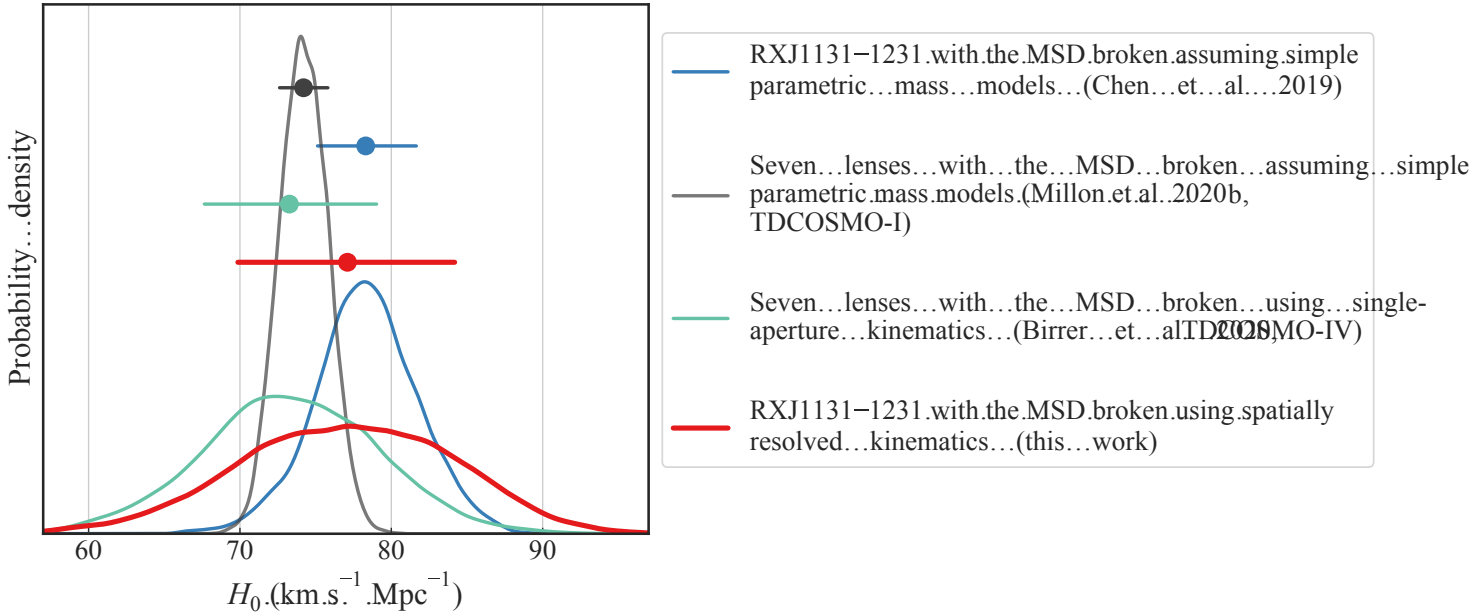 Probability...density
60
70
80
90
H₀.(km.s.⁻¹.Mpc⁻¹)
RXJ1131−1231.with.the.MSD.broken.assuming.simple
parametric...mass...models...(Chen...et...al....2019)
Seven...lenses...with...the...MSD...broken...assuming...simple
parametric.mass.models.(Millon.et.al..2020b,
TDCOSMO-I)
Seven...lenses...with...the...MSD...broken...using...single-
aperture...kinematics...(Birrer...et...al....2020,TDCOSMO-IV)
RXJ1131−1231.with.the.MSD.broken.using.spatially
resolved...kinematics...(this...work)